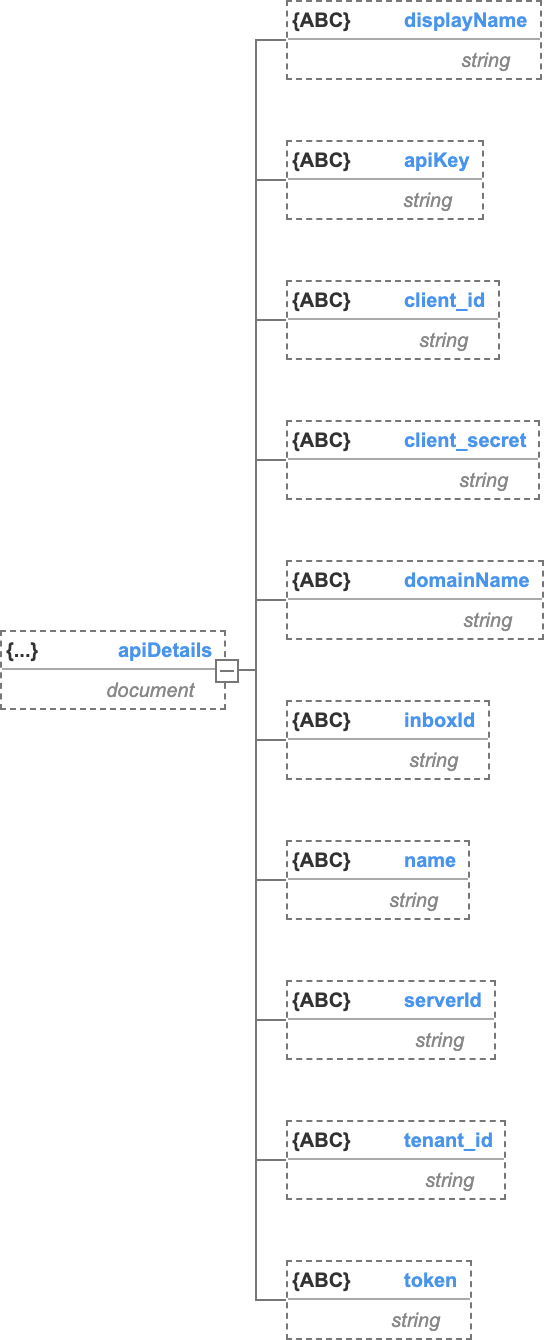 {ABC} displayName
string
{ABC} apiKey
string
{ABC} client_id
string
{ABC} client_secret
string
{ABC} domainName
string
{...} apiDetails
document
{ABC} inboxId
string
{ABC} name
string
{ABC} serverId
string
{ABC} tenant_id
string
{ABC} token
string